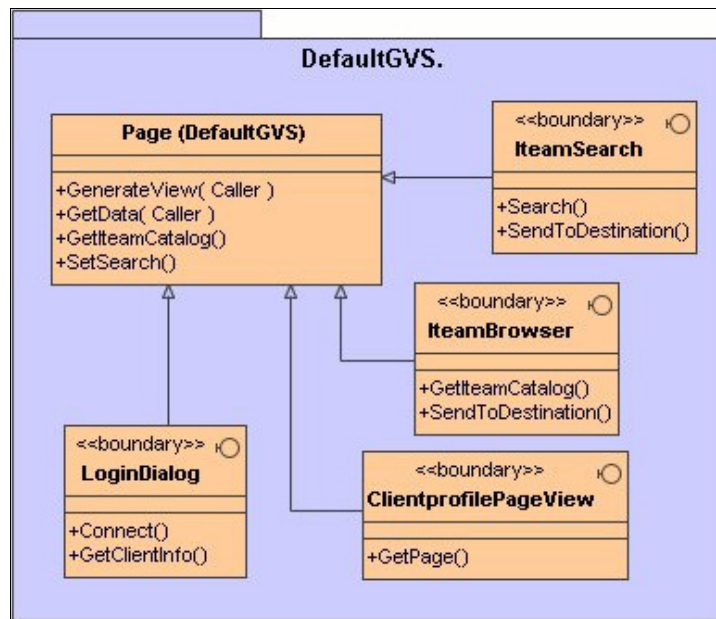 DefaultGVS.
Page (DefaultGVS)
+GenerateView( Caller )
+GetData( Caller )
+GetIteamCatalog()
+SetSearch()
<<boundary>>
IteamSearch
+Search()
+SendToDestination()
<<boundary>>
IteamBrowser
+GetIteamCatalog()
+SendToDestination()
<<boundary>>
LoginDialog
+Connect()
+GetClientInfo()
<<boundary>>
ClientprofilePageView
+GetPage()